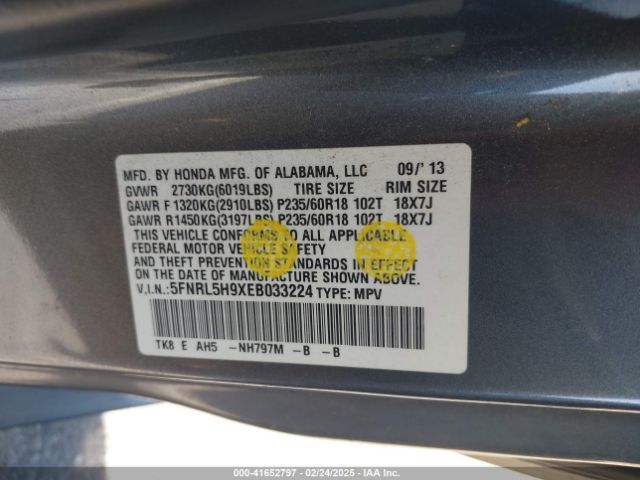 MFD. BY HONDA MFG. OF ALABAMA, LLC 09/'13
GVWR 2730KG(6019LBS) TIRE SIZE RIM SIZE
GAWR F 1320KG(2910LBS) P235/60R18 102T 18X7J
GAWR R 1450KG(3197LBS) P235/60R18 102T 18X7J
THIS VEHICLE CONFORMS TO ALL APPLICABLE
FEDERAL MOTOR VEHICLE SAFETY
AND THEFT PREVENTION STANDARDS IN EFFECT
ON THE DATE OF MANUFACTURE SHOWN ABOVE.
V.I.N.: 5FNRL5H9XEB033224 TYPE: MPV
TK8 E AH5 -NH797M -B -B
000-41652797 - 02/24/2025 - IAA Inc.